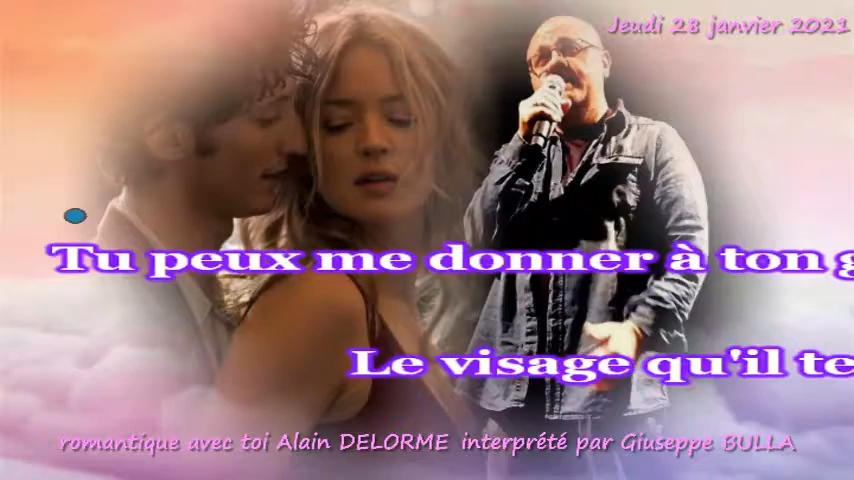 Jeudi 28 janvier 2021
Tu peux me donner à ton g
Le visage qu'il te
romantique avec toi Alain DELORME interprété par Giuseppe BULLA